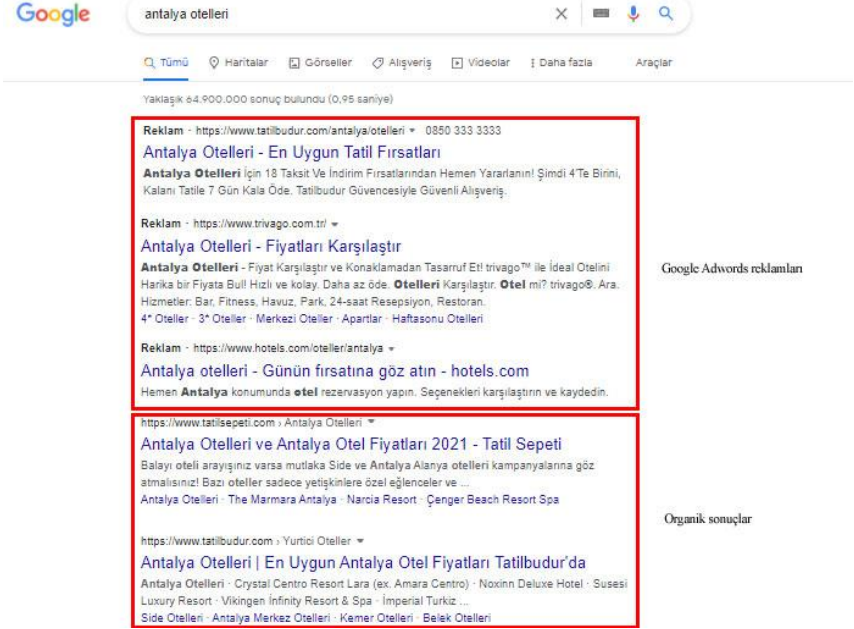 Google
antalya otelleri
Tümü Haritalar Görseller Alışveriş Videolar Daha fazla Araçlar
Yaklaşık 64.900.000 sonuç bulundu (0,95 saniye)
Reklam · https://www.tatilbudur.com/antalya/otelleri 0850 333 3333
Antalya Otelleri - En Uygun Tatil Fırsatları
Antalya Otelleri İçin 18 Taksit Ve İndirim Fırsatlarından Hemen Yararlanın! Şimdi 4'Te Birini,
Kalanı Tatile 7 Gün Kala Öde. Tatilbudur Güvencesiyle Güvenli Alışveriş.
Reklam · https://www.trivago.com.tr/
Antalya Otelleri - Fiyatları Karşılaştır
Antalya Otelleri - Fiyat Karşılaştır ve Konaklamadan Tasarruf Et! trivago™ ile İdeal Otelini
Harika bir Fiyata Bul! Hızlı ve kolay. Daha az öde. Otelleri Karşılaştır. Otel mi? trivago®. Ara.
Hizmetler: Bar, Fitness, Havuz, Park, 24-saat Resepsiyon, Restoran.
4* Oteller · 3* Oteller · Merkezi Oteller · Apartlar · Haftasonu Otelleri
Google Adwords reklamları
Reklam · https://www.hotels.com/oteller/antalya
Antalya otelleri - Günün fırsatına göz atın - hotels.com
Hemen Antalya konumunda otel rezervasyon yapın. Seçenekleri karşılaştırın ve kaydedin.
https://www.tatilsepeti.com › Antalya Otelleri
Antalya Otelleri ve Antalya Otel Fiyatları 2021 - Tatil Sepeti
Balayı oteli arayışınız varsa mutlaka Side ve Antalya Alanya otelleri kampanyalarına göz
atmalısınız! Bazı oteller sadece yetişkinlere özel eğlenceler ve ...
Antalya Otelleri · The Marmara Antalya · Narcia Resort · Çenger Beach Resort Spa
Organik sonuçlar
https://www.tatilbudur.com › Yurtici Oteller
Antalya Otelleri | En Uygun Antalya Otel Fiyatları Tatilbudur'da
Antalya Otelleri · Crystal Centro Resort Lara (ex. Amara Centro) · Noxinn Deluxe Hotel · Susesi
Luxury Resort · Vikingen İnfinity Resort & Spa · İmperial Turkiz ...
Side Otelleri · Antalya Merkez Otelleri · Kemer Otelleri · Belek Otelleri